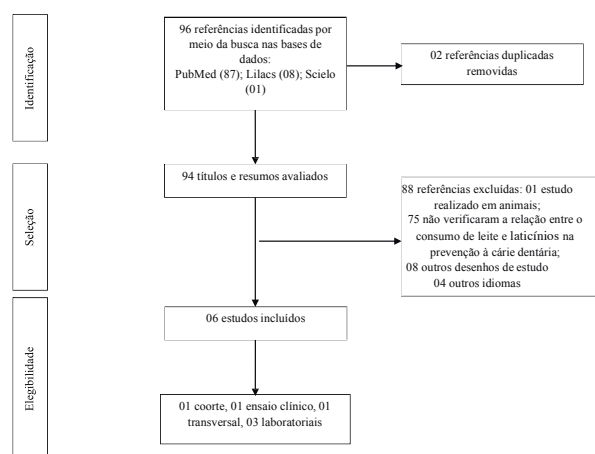 Identificação
96 referências identificadas por
meio da busca nas bases de
dados:
PubMed (87); Lilacs (08); Scielo
(01)
02 referências duplicadas
removidas
Seleção
94 títulos e resumos avaliados
88 referências excluídas: 01 estudo
realizado em animais;
75 não verificaram a relação entre o
consumo de leite e laticínios na
prevenção à cárie dentária;
08 outros desenhos de estudo
04 outros idiomas
Elegibilidade
06 estudos incluídos
01 coorte, 01 ensaio clínico, 01
transversal, 03 laboratoriais